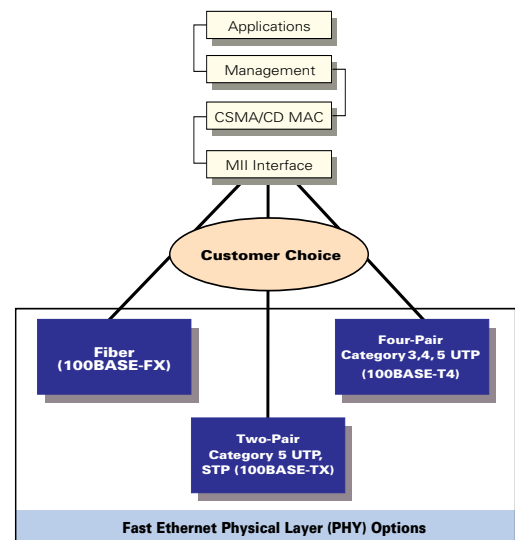 Applications
Management
CSMA/CD MAC
MII Interface
Customer Choice
Fiber
(100BASE-FX)
Four-Pair
Category 3, 4, 5 UTP
(100BASE-T4)
Two-Pair
Category 5 UTP,
STP (100BASE-TX)
Fast Ethernet Physical Layer (PHY) Options